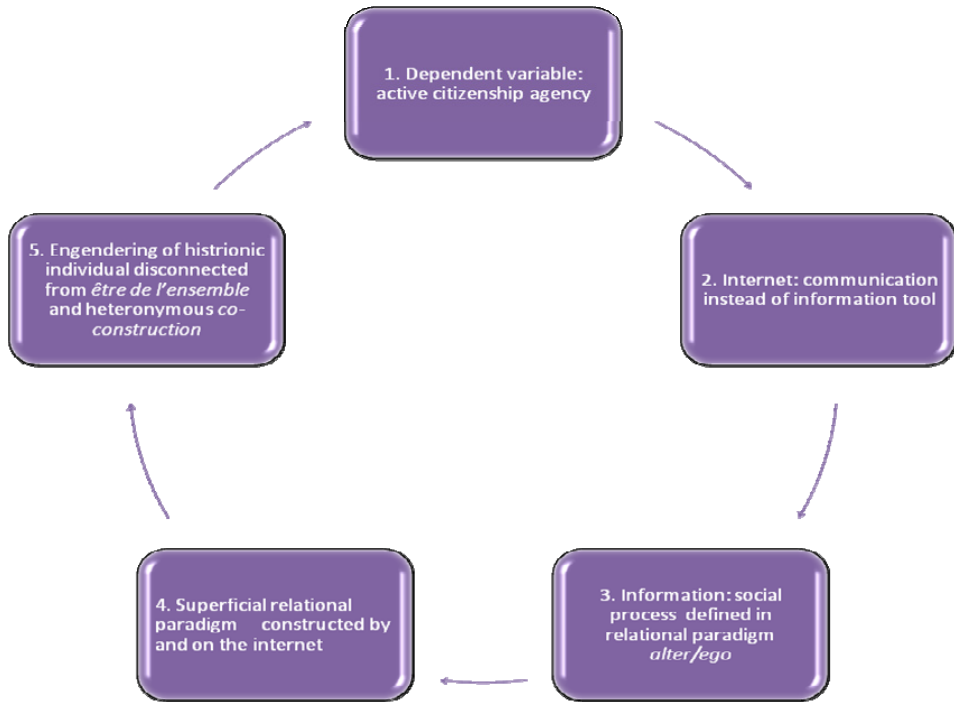 1. Dependent variable:
active citizenship agency
2. Internet: communication
instead of information tool
3. Information: social
process defined in
relational paradigm
alter/ego
4. Superficial relational
paradigm constructed by
and on the internet
5. Engendering of histrionic
individual disconnected
from être de l'ensemble
and heteronymous co-
construction